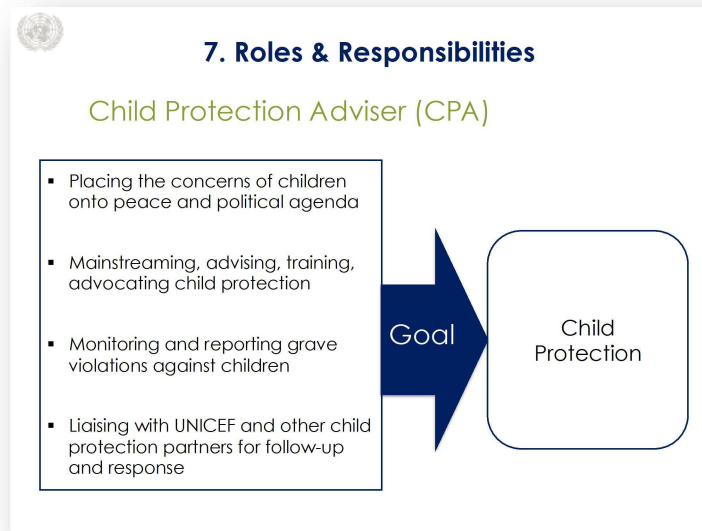 7. Roles & Responsibilities
Child Protection Adviser (CPA)
▪ Placing the concerns of children
onto peace and political agenda
▪ Mainstreaming, advising, training,
advocating child protection
▪ Monitoring and reporting grave
violations against children
▪ Liaising with UNICEF and other child
protection partners for follow-up
and response
Goal
Child
Protection